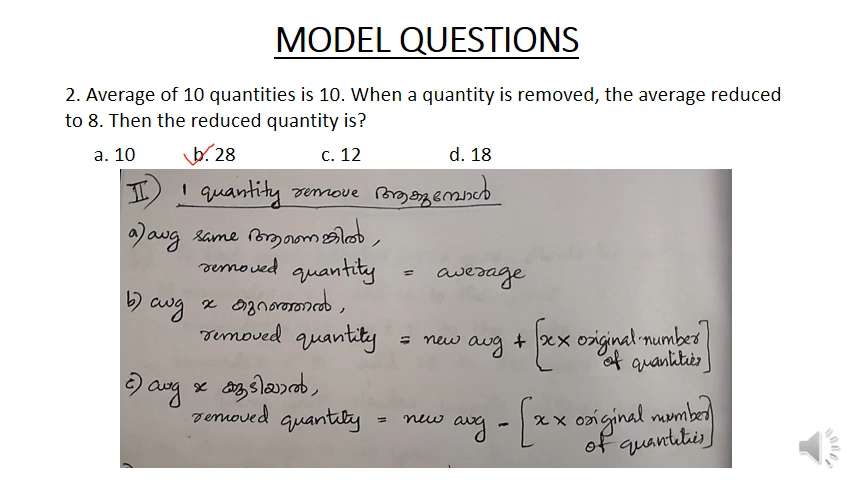 MODEL QUESTIONS
2. Average of 10 quantities is 10. When a quantity is removed, the average reduced
to 8. Then the reduced quantity is?
a. 10 b. 28 c. 12 d. 18
II) 1 quantity remove ആകുമ്പോൾ
a) avg same ആണെങ്കിൽ,
removed quantity = average
b) avg x കുറഞ്ഞാൽ,
removed quantity = new avg + [x × original number
of quantities]
c) avg x കൂടിയാൽ,
removed quantity = new avg - [x × original number
of quantities]